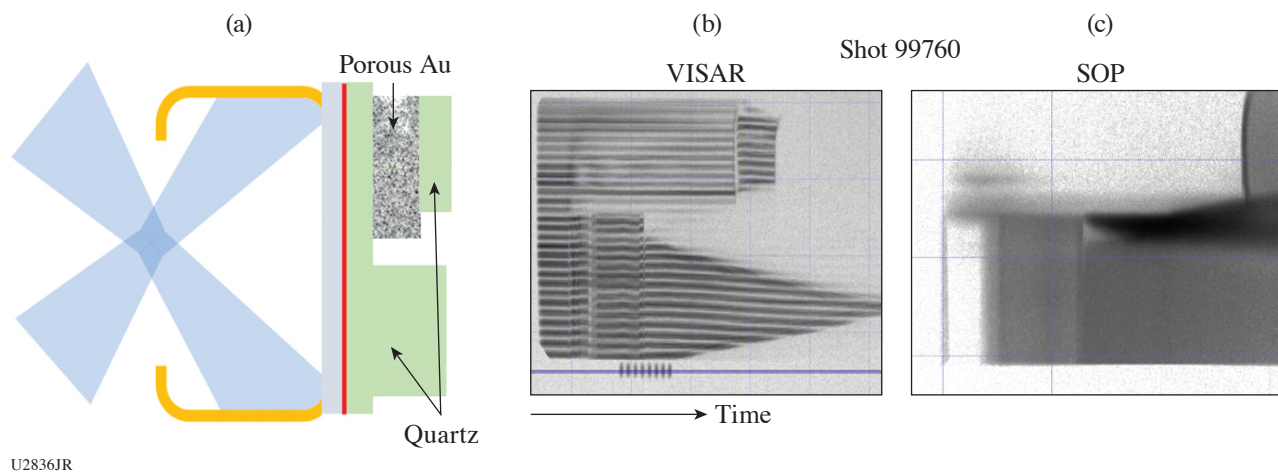 (a)
(b)
(c)
Shot 99760
Porous Au
VISAR
SOP
Time
Quartz
U2836JR